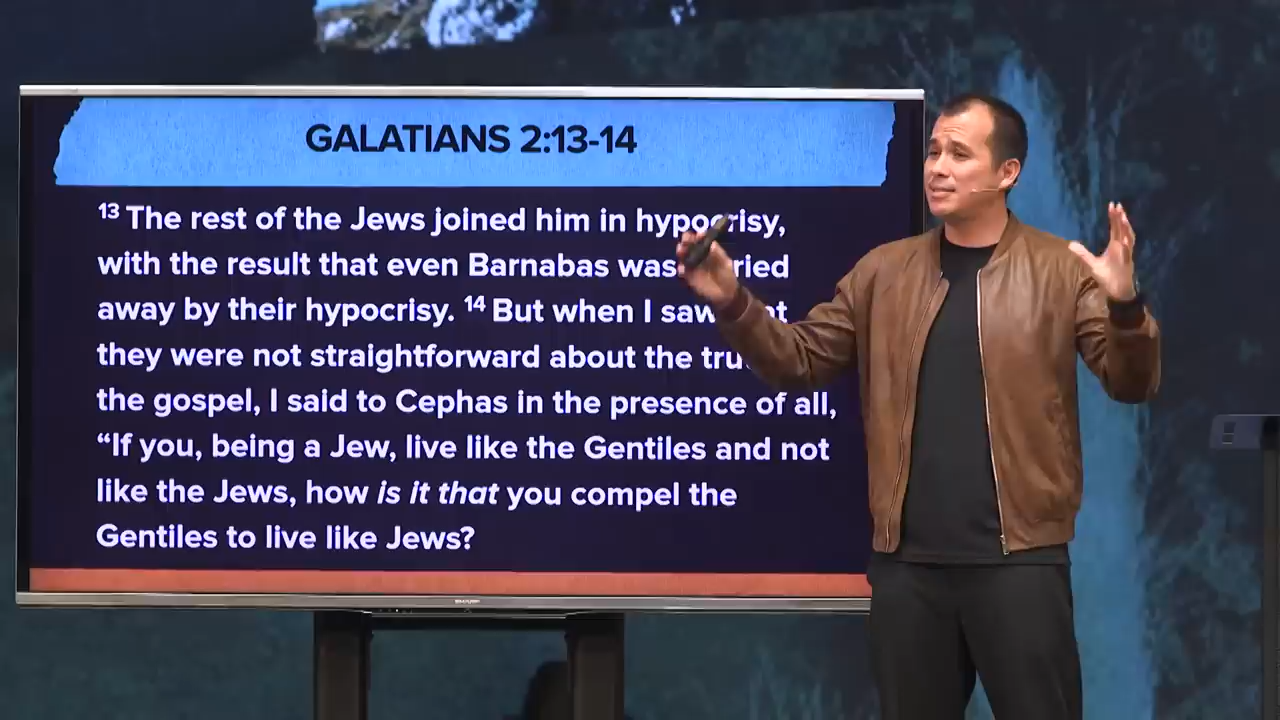 GALATIANS 2:13-14
13 The rest of the Jews joined him in hypocrisy,
with the result that even Barnabas was
away by their hypocrisy. 14 But when I saw
they were not straightforward about the
the gospel, I said to Cephas in the presence of all,
“If you, being a Jew, live like the Gentiles and not
like the Jews, how is it that you compel the
Gentiles to live like Jews?
SHARP